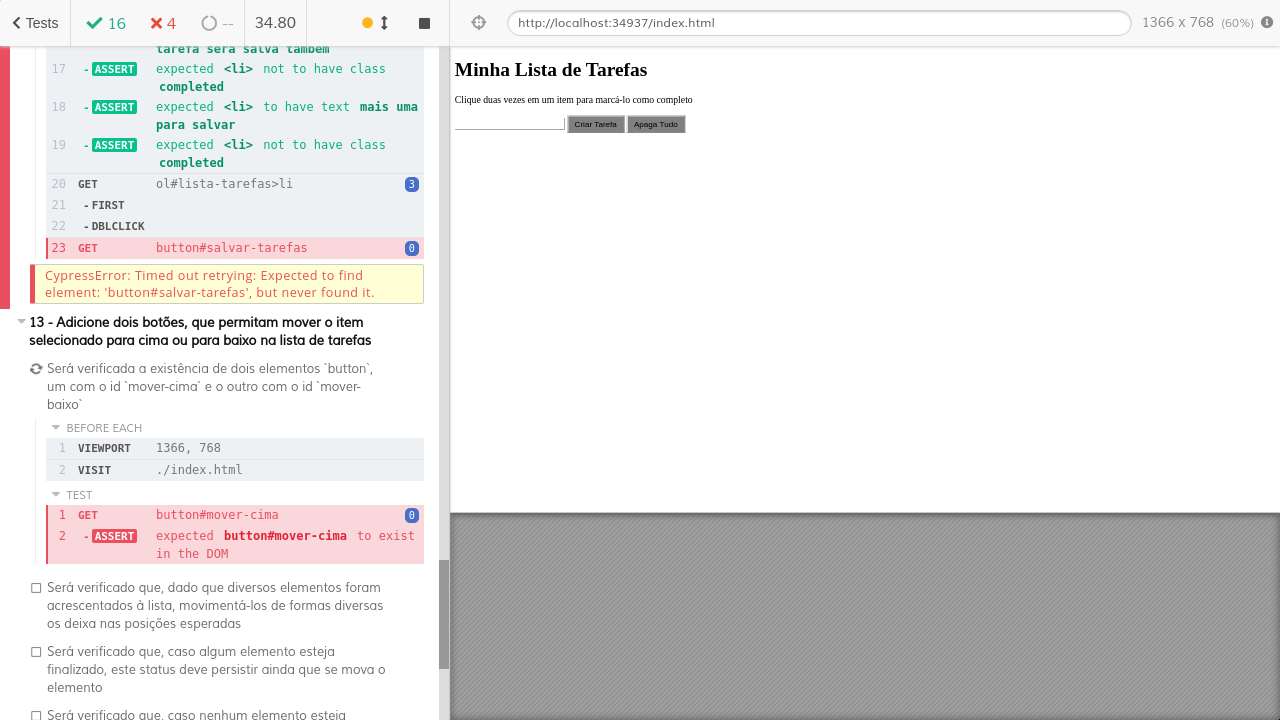 Tests 16 4 -- 34.80
http://localhost:34937/index.html 1366 x 768 (60%)
tarefa será salva também
17 - ASSERT expected <li> not to have class
completed
18 - ASSERT expected <li> to have text mais uma
para salvar
19 - ASSERT expected <li> not to have class
completed
20 GET ol#lista-tarefas>li 3
21 - FIRST
22 - DBLCLICK
23 GET button#salvar-tarefas 0
CypressError: Timed out retrying: Expected to find
element: 'button#salvar-tarefas', but never found it.
13 - Adicione dois botões, que permitam mover o item
selecionado para cima ou para baixo na lista de tarefas
Será verificada a existência de dois elementos `button`,
um com o id `mover-cima` e o outro com o id `mover-
baixo`
BEFORE EACH
1 VIEWPORT 1366, 768
2 VISIT ./index.html
TEST
1 GET button#mover-cima 0
2 - ASSERT expected button#mover-cima to exist
in the DOM
Será verificado que, dado que diversos elementos foram
acrescentados à lista, movimentá-los de formas diversas
os deixa nas posições esperadas
Será verificado que, caso algum elemento esteja
finalizado, este status deve persistir ainda que se mova o
elemento
Será verificado que, caso nenhum elemento esteja
Minha Lista de Tarefas
Clique duas vezes em um item para marcá-lo como completo
Criar Tarefa Apaga Tudo